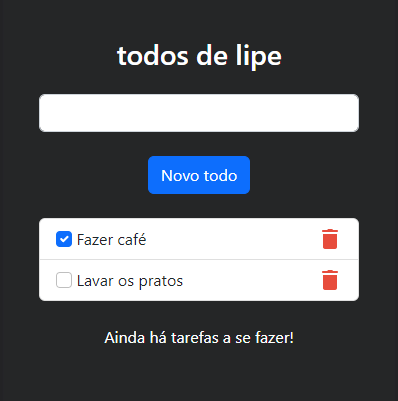 todos de lipe
Novo todo
Fazer café
Lavar os pratos
Ainda há tarefas a se fazer!